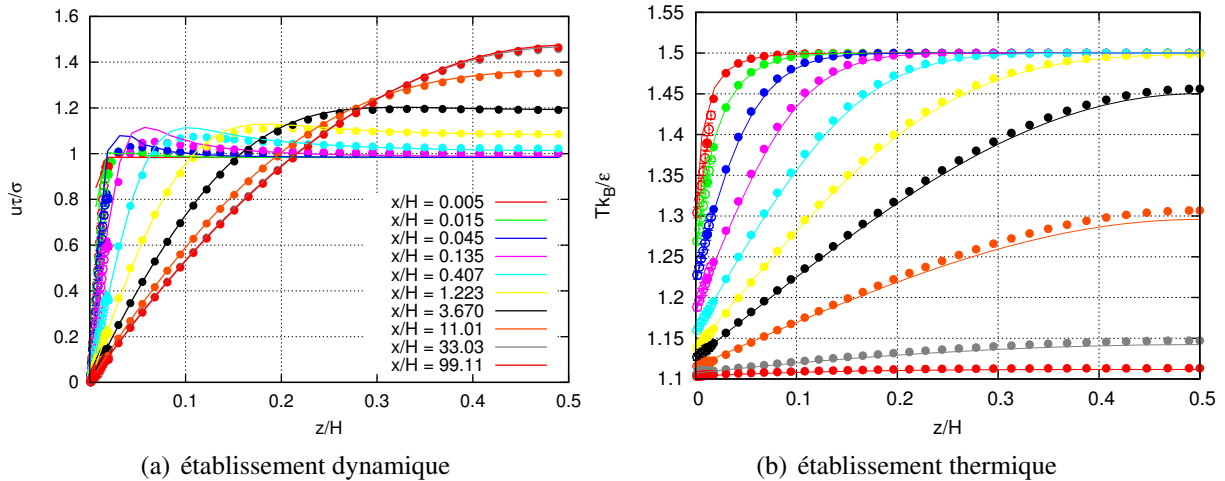 1.6
1.4
1.2
1
0.8
0.6
0.4
0.2
0
0.1
0.2
0.3
0.4
0.5
uτ/σ
z/H
x/H = 0.005
x/H = 0.015
x/H = 0.045
x/H = 0.135
x/H = 0.407
x/H = 1.223
x/H = 3.670
x/H = 11.01
x/H = 33.03
x/H = 99.11
(a) établissement dynamique
1.55
1.5
1.45
1.4
1.35
1.3
1.25
1.2
1.15
1.1
0
0.1
0.2
0.3
0.4
0.5
TkB/ε
z/H
(b) établissement thermique